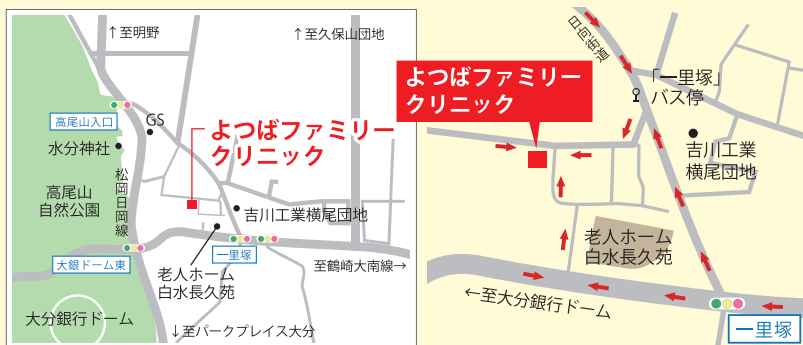 ↑至明野
↑至久保山団地
高尾山入口
GS
よつばファミリー
クリニック
水分神社
松岡日岡線
高尾山
自然公園
吉川工業横尾団地
大銀ドーム東
一里塚
老人ホーム
白水長久苑
至鶴崎大南線→
大分銀行ドーム
↓至パークプレイス大分
日向街道
よつばファミリー
クリニック
「一里塚」
バス停
吉川工業
横尾団地
老人ホーム
白水長久苑
←至大分銀行ドーム
一里塚